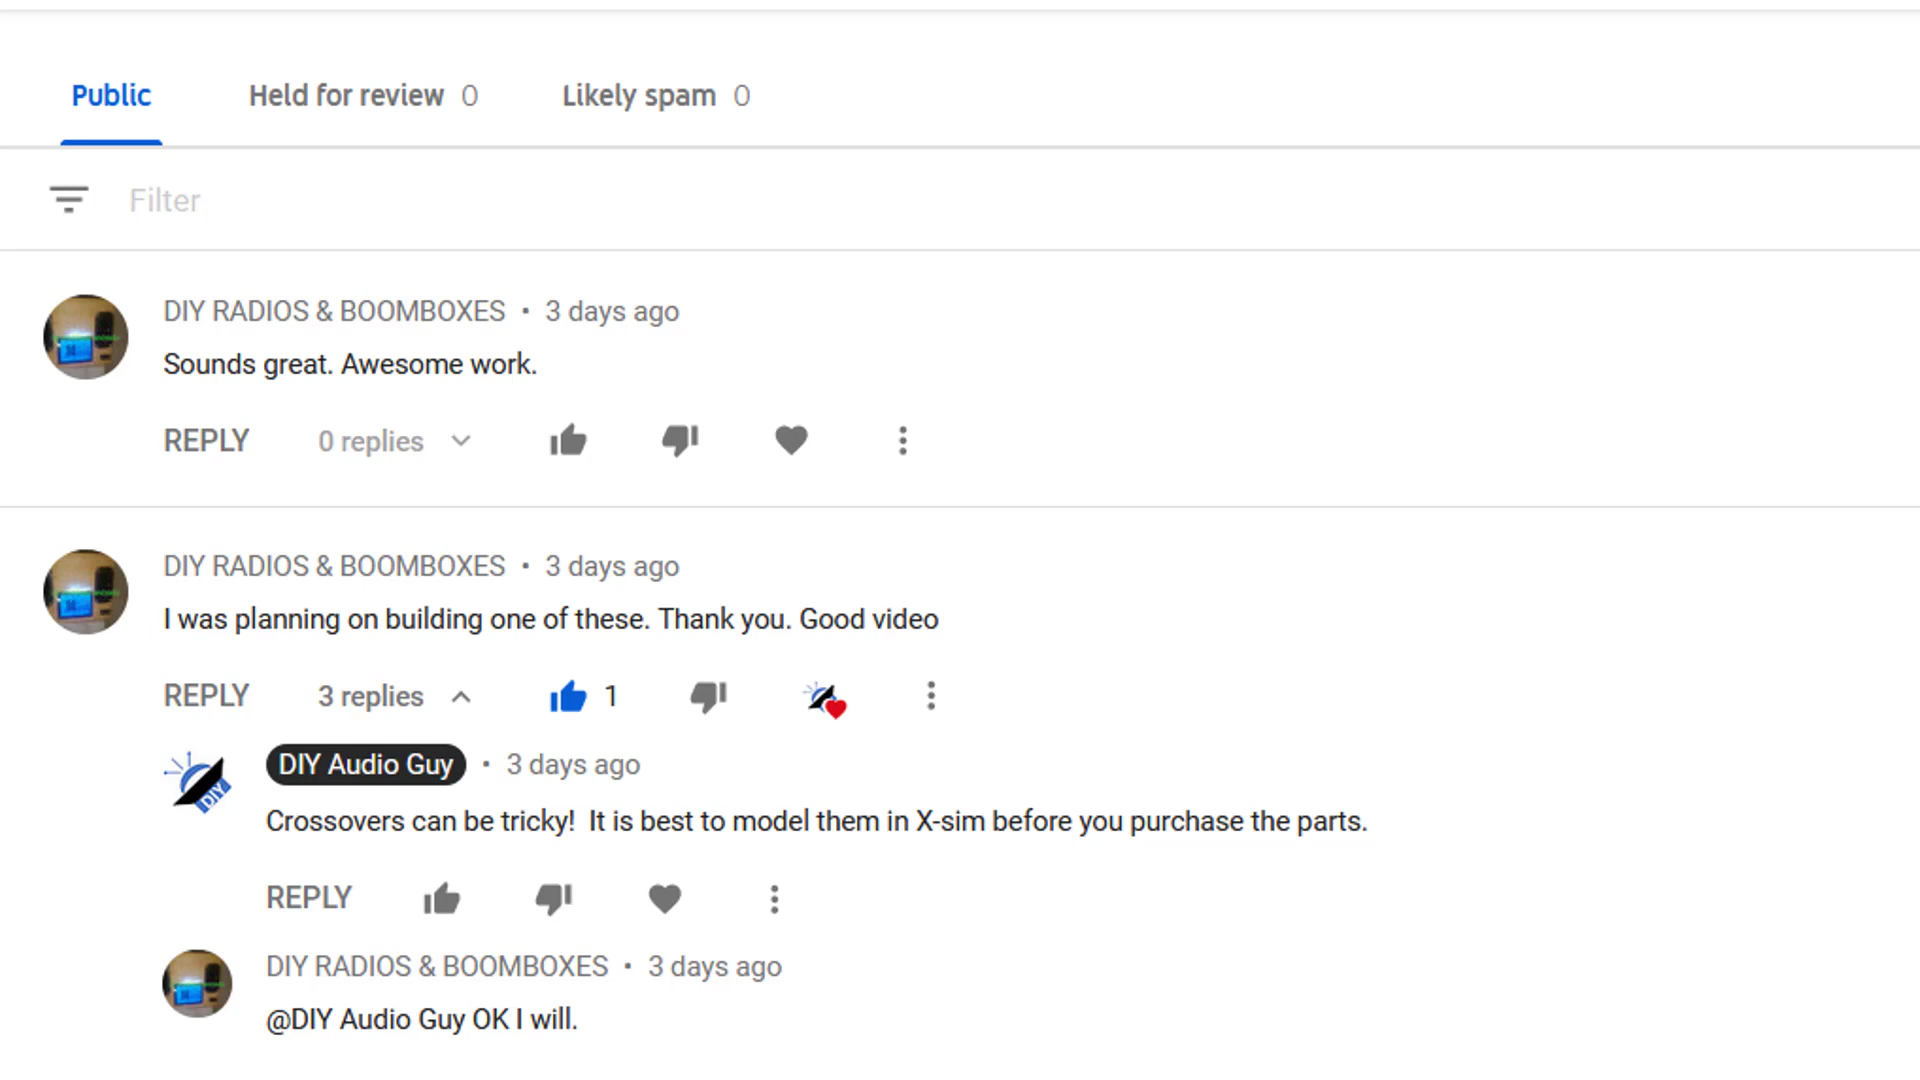 Public Held for review 0 Likely spam 0
Filter
DIY RADIOS & BOOMBOXES • 3 days ago
Sounds great. Awesome work.
REPLY 0 replies
DIY RADIOS & BOOMBOXES • 3 days ago
I was planning on building one of these. Thank you. Good video
REPLY 3 replies 1
DIY Audio Guy • 3 days ago
DIY
Crossovers can be tricky!  It is best to model them in X-sim before you purchase the parts.
REPLY
DIY RADIOS & BOOMBOXES • 3 days ago
@DIY Audio Guy OK I will.